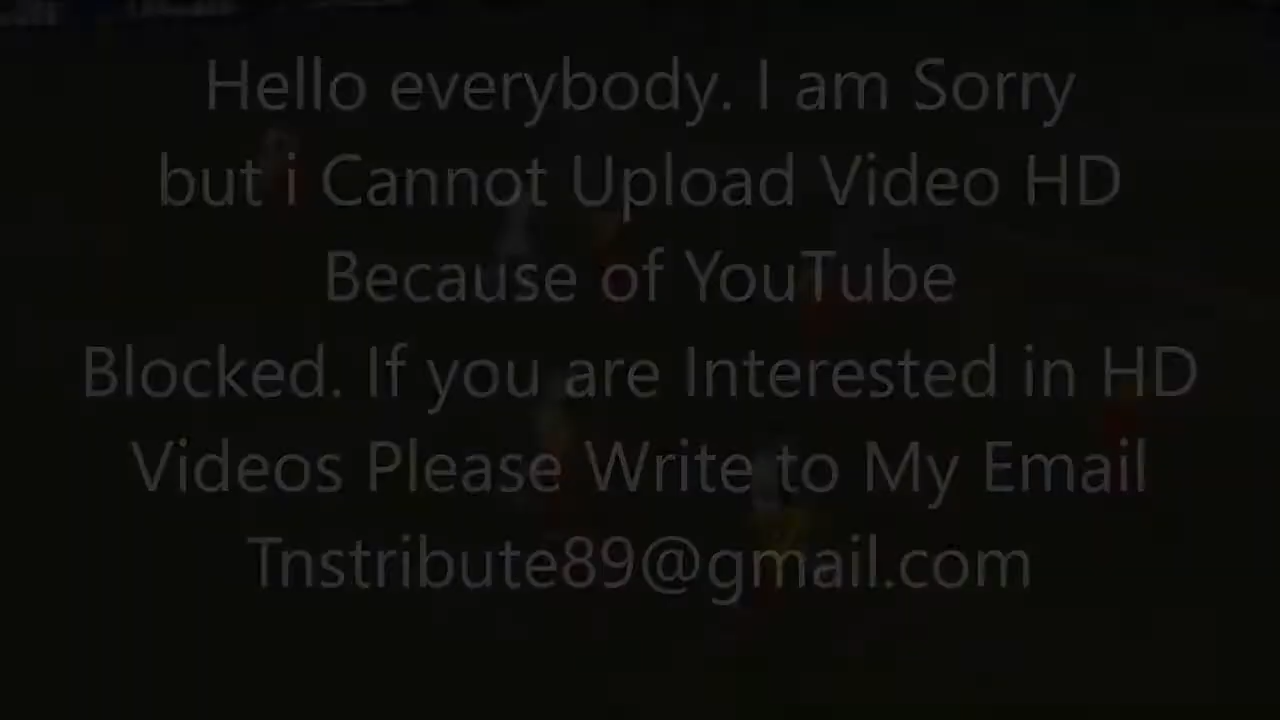 Hello everybody. I am Sorry
but i Cannot Upload Video HD
Because of YouTube
Blocked. If you are Interested in HD
Videos Please Write to My Email
Tnstribute89@gmail.com